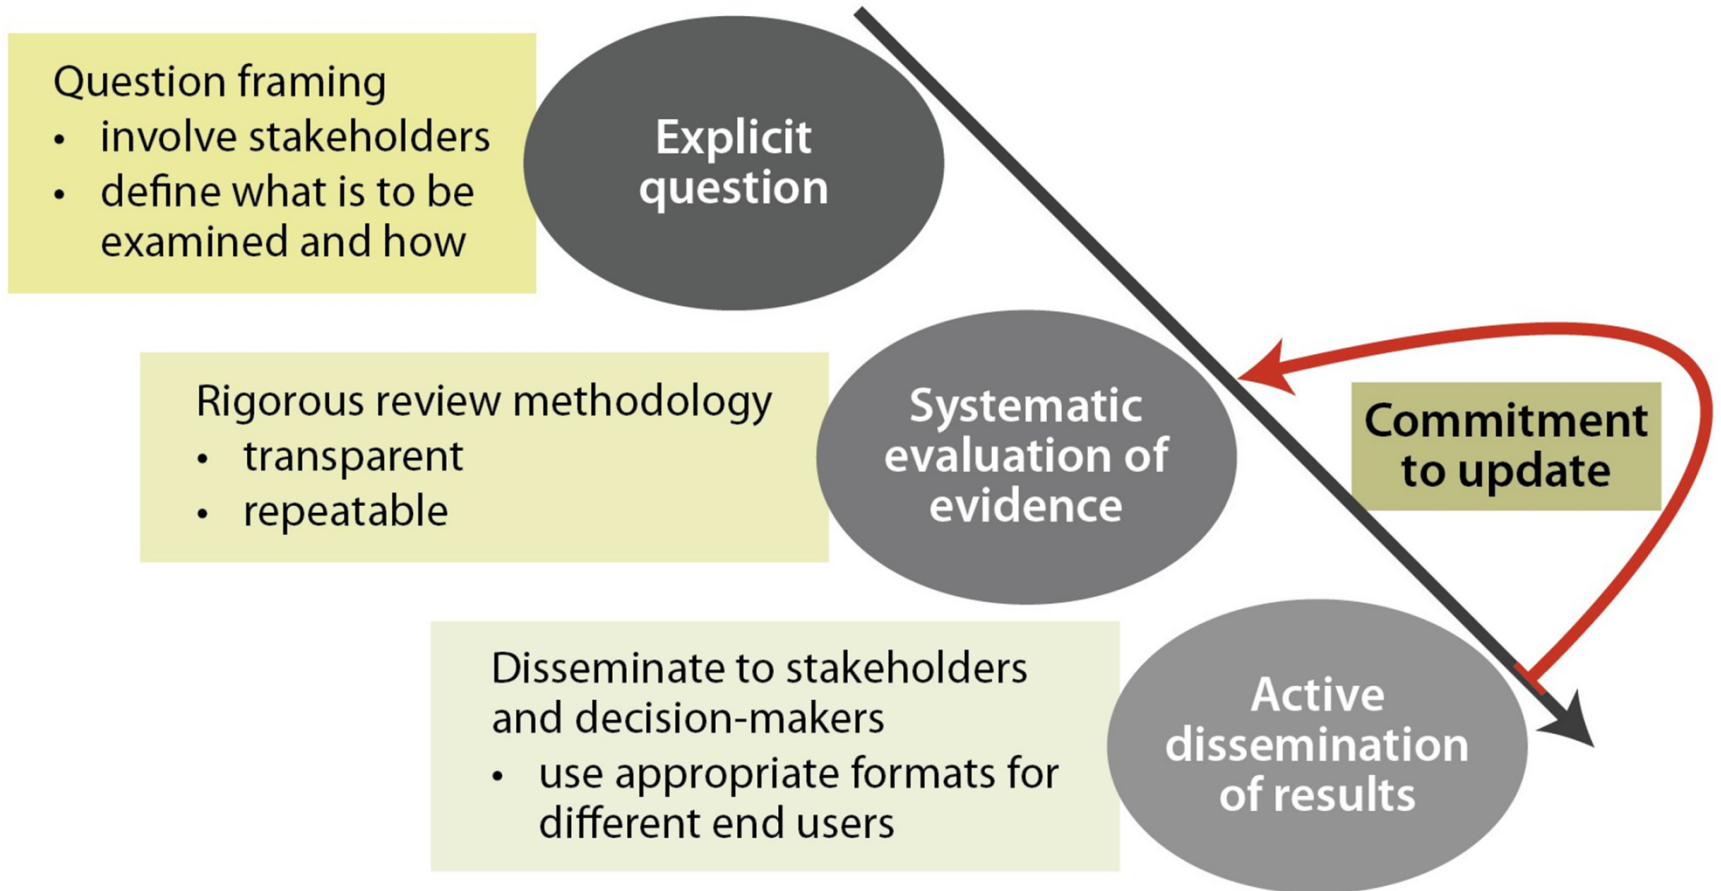 Question framing
• involve stakeholders
• define what is to be
examined and how
Explicit
question
Rigorous review methodology
• transparent
• repeatable
Systematic
evaluation of
evidence
Commitment
to update
Disseminate to stakeholders
and decision-makers
• use appropriate formats for
different end users
Active
dissemination
of results